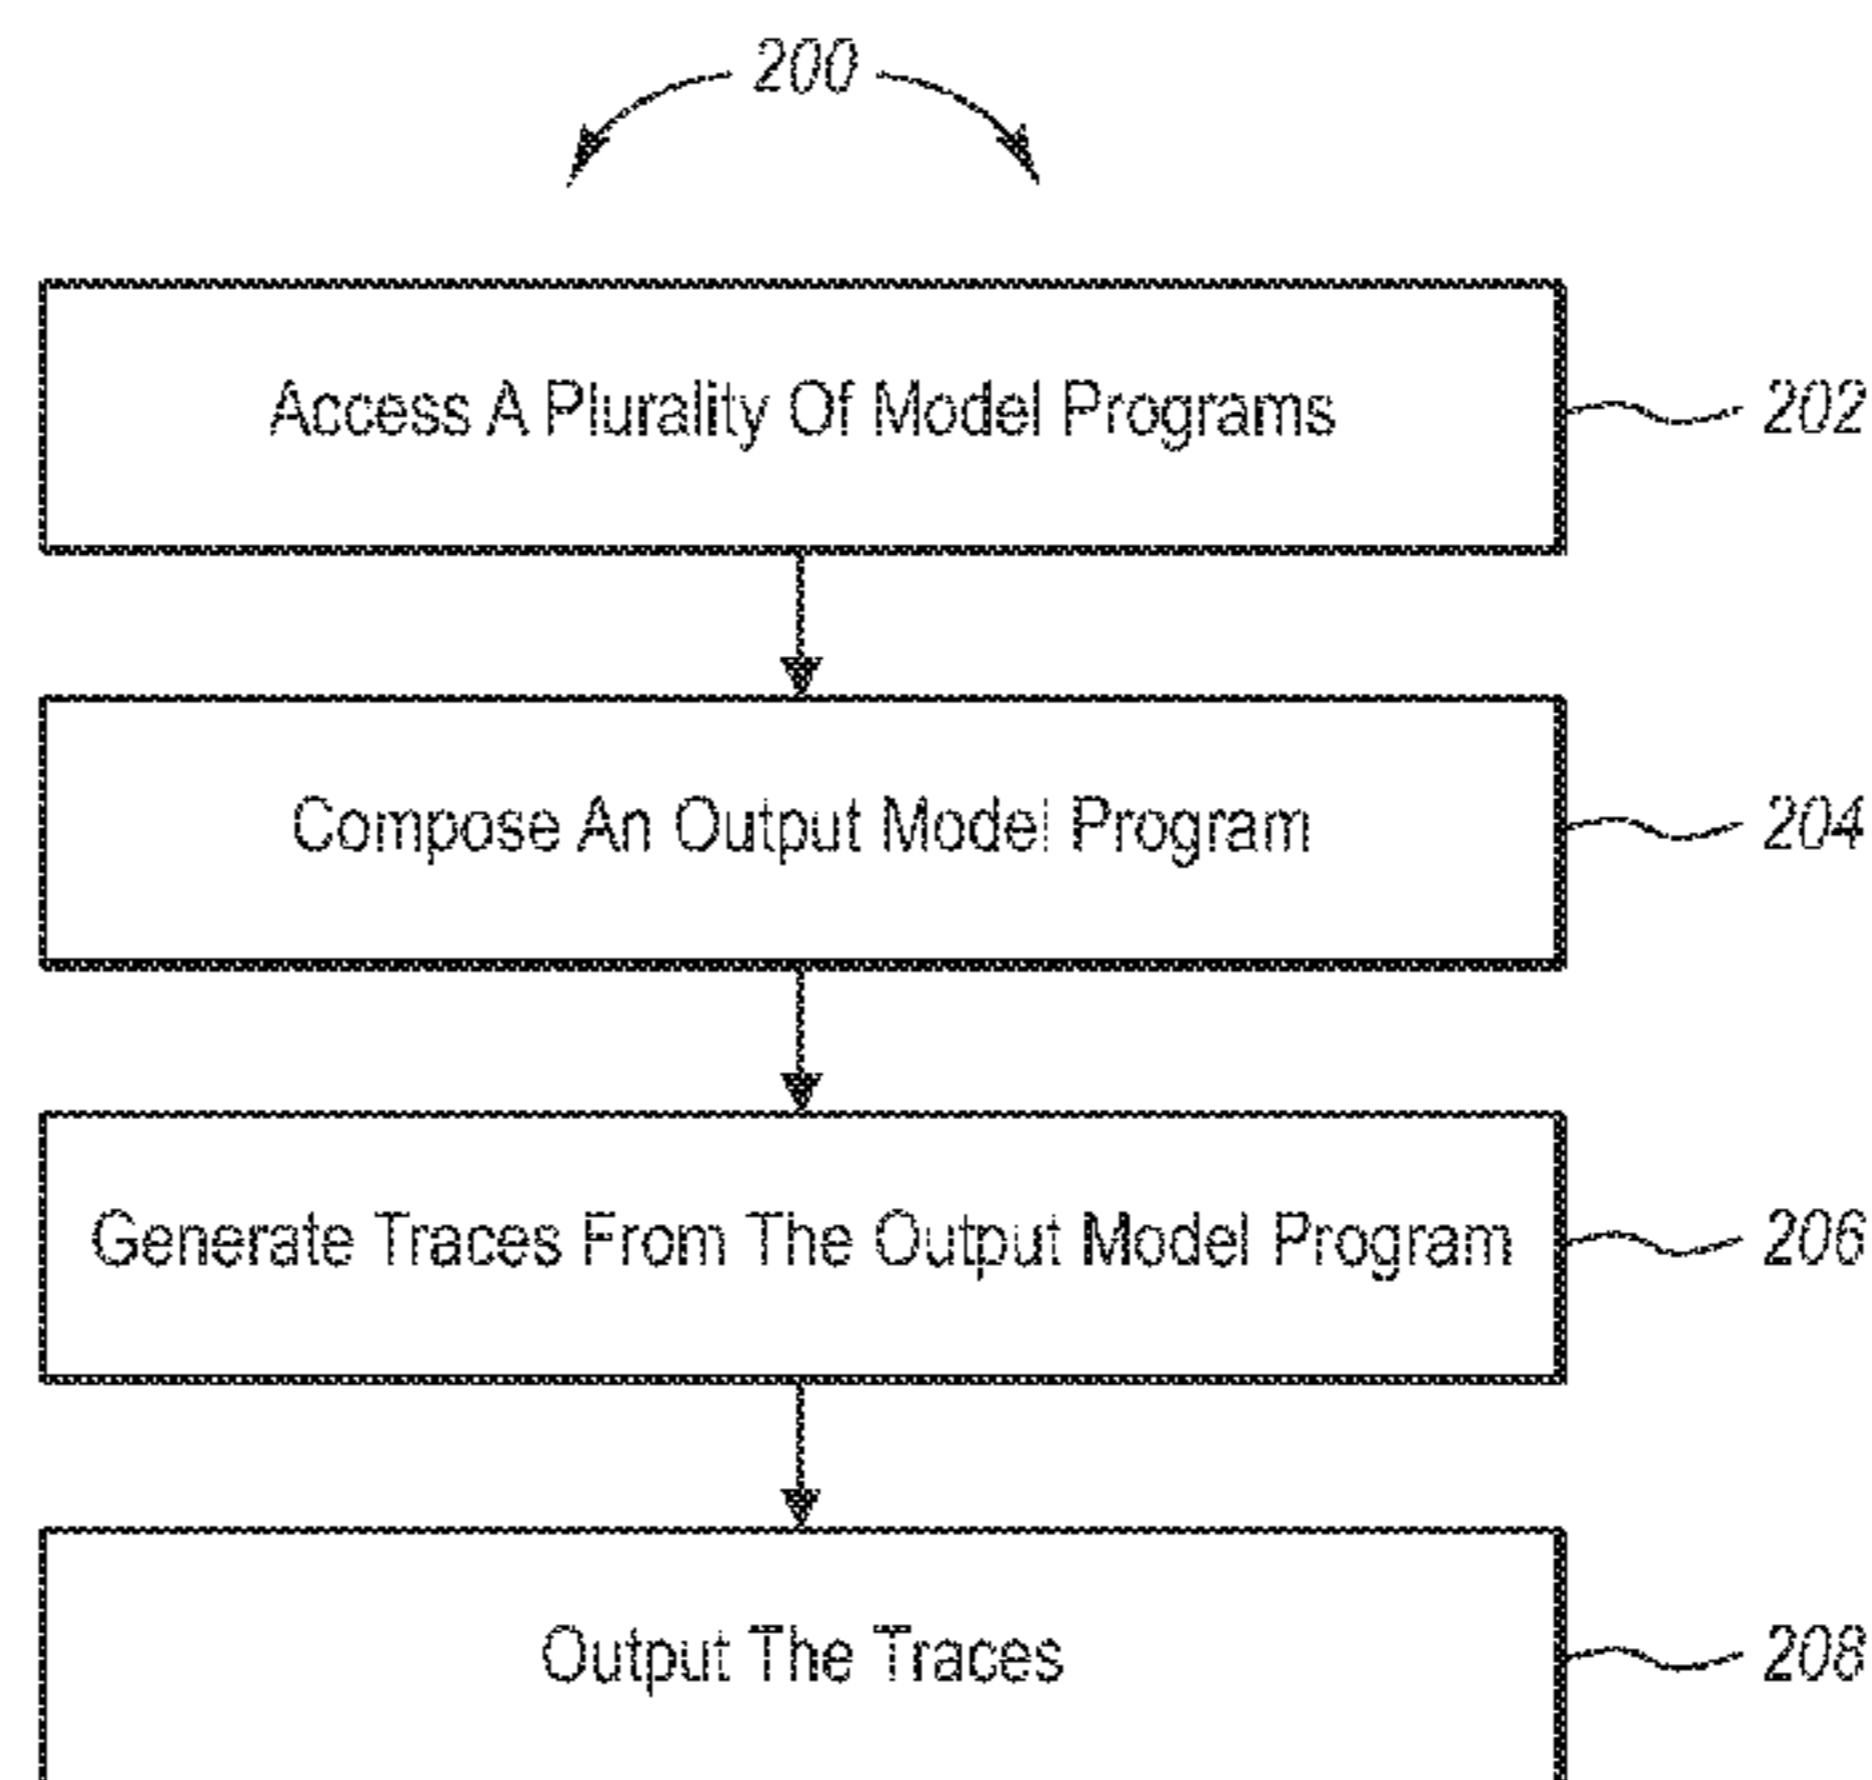 200
Access A Plurality Of Model Programs
202
Compose An Output Model Program
204
Generate Traces From The Output Model Program
206
Output The Traces
208